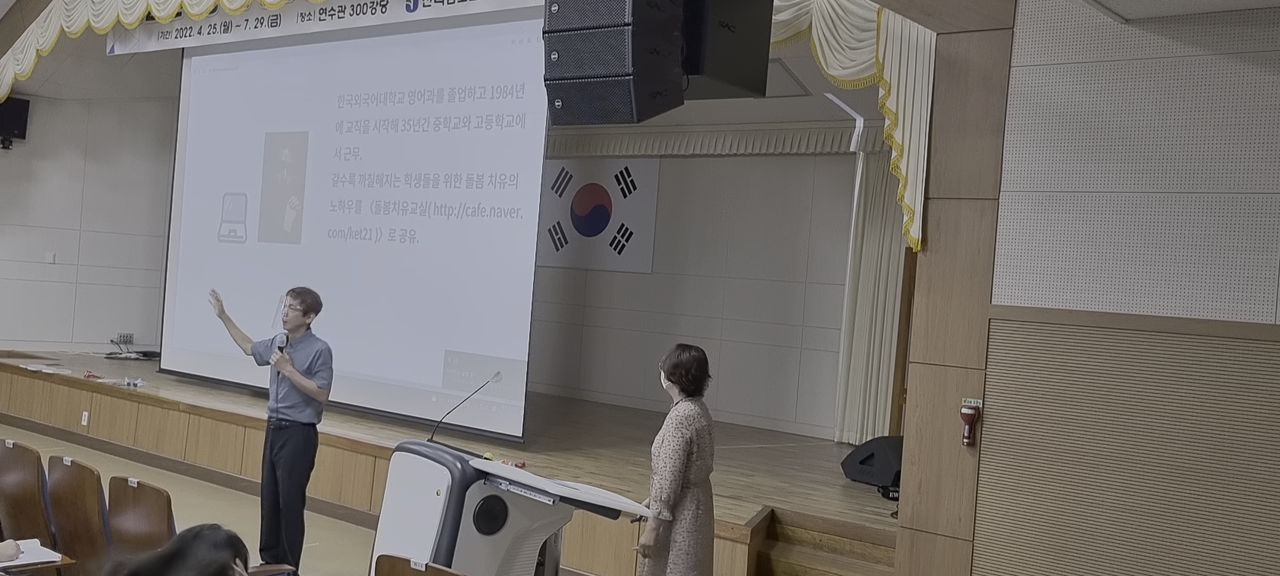 (기간) 2022. 4. 25.(월) ~ 7. 29.(금) | 장소: 연수관 300강당
한국외국어대학교 영어과를 졸업하고 1984년
에 교직을 시작해 35년간 중학교와 고등학교에
서 근무.
갈수록 까칠해지는 학생들을 위한 돌봄 치유의
노하우를 〈돌봄치유교실( http://cafe.naver.
com/ket21 )〉로 공유.